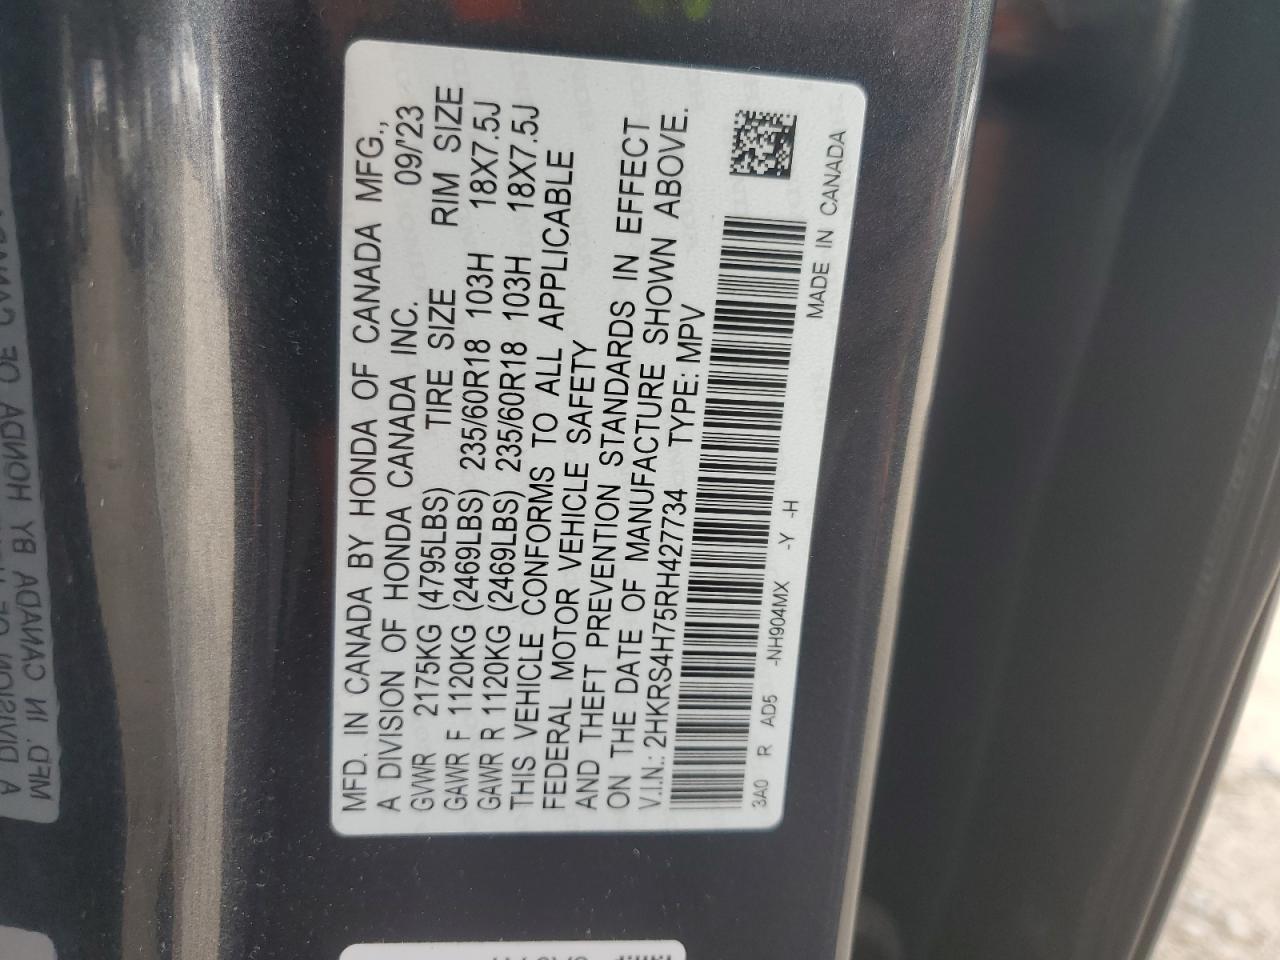 MFD. IN CANADA BY HONDA OF CANADA MFG.,
A DIVISION OF HONDA CANADA INC. 09/'23
GVWR 2175KG (4795LBS) TIRE SIZE RIM SIZE
GAWR F 1120KG (2469LBS) 235/60R18 103H 18X7.5J
GAWR R 1120KG (2469LBS) 235/60R18 103H 18X7.5J
THIS VEHICLE CONFORMS TO ALL APPLICABLE
FEDERAL MOTOR VEHICLE SAFETY
AND THEFT PREVENTION STANDARDS IN EFFECT
ON THE DATE OF MANUFACTURE SHOWN ABOVE.
V.I.N.: 2HKRS4H75RH427734 TYPE: MPV
3A0 R AD5 -NH904MX -Y -H
MADE IN CANADA